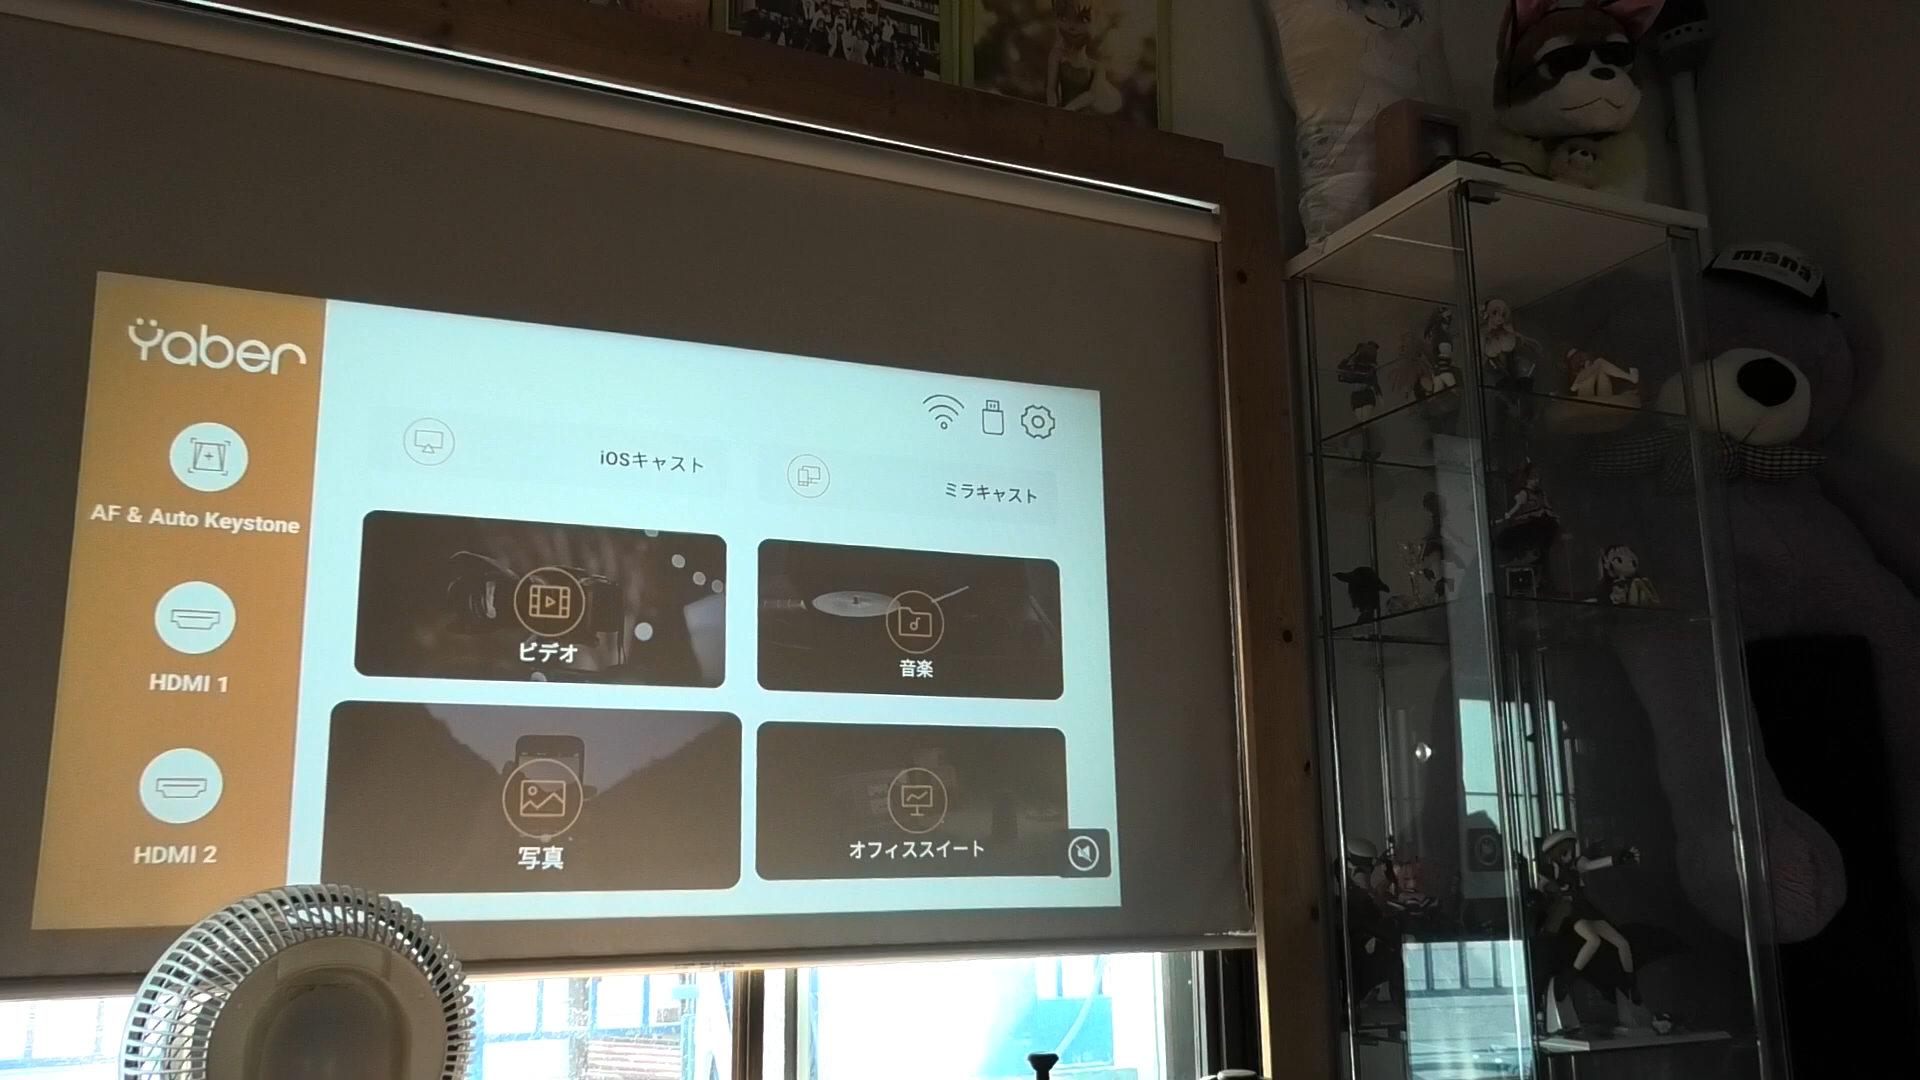 Yaber
AF & Auto Keystone
HDMI 1
HDMI 2
iOSキャスト
ミラキャスト
ビデオ
音楽
写真
オフィススイート
mana